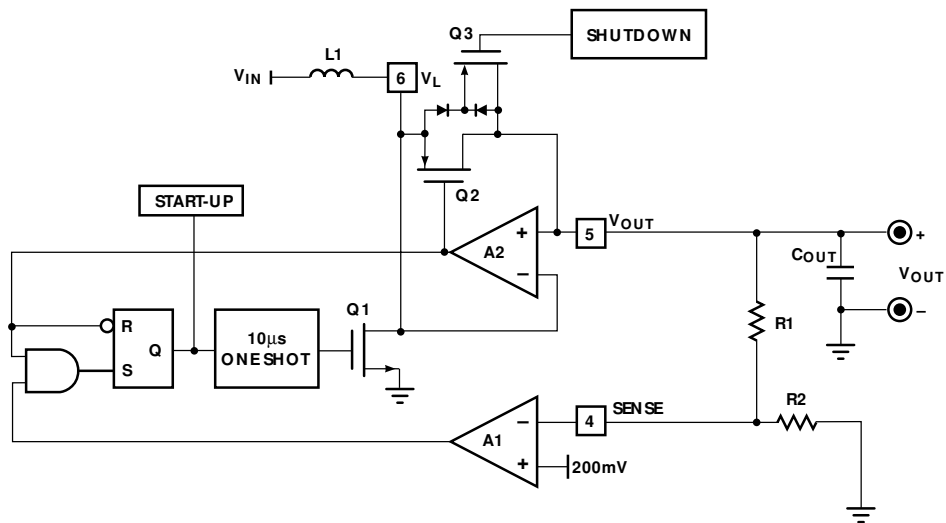 Q3
SHUTDOWN
L1
VIN
6
VL
Q2
START-UP
+
A2
−
5
VOUT
+
COUT
VOUT
−
Q1
R
Q
S
10µs
ONESHOT
R1
R2
−
A1
+
4
SENSE
200mV